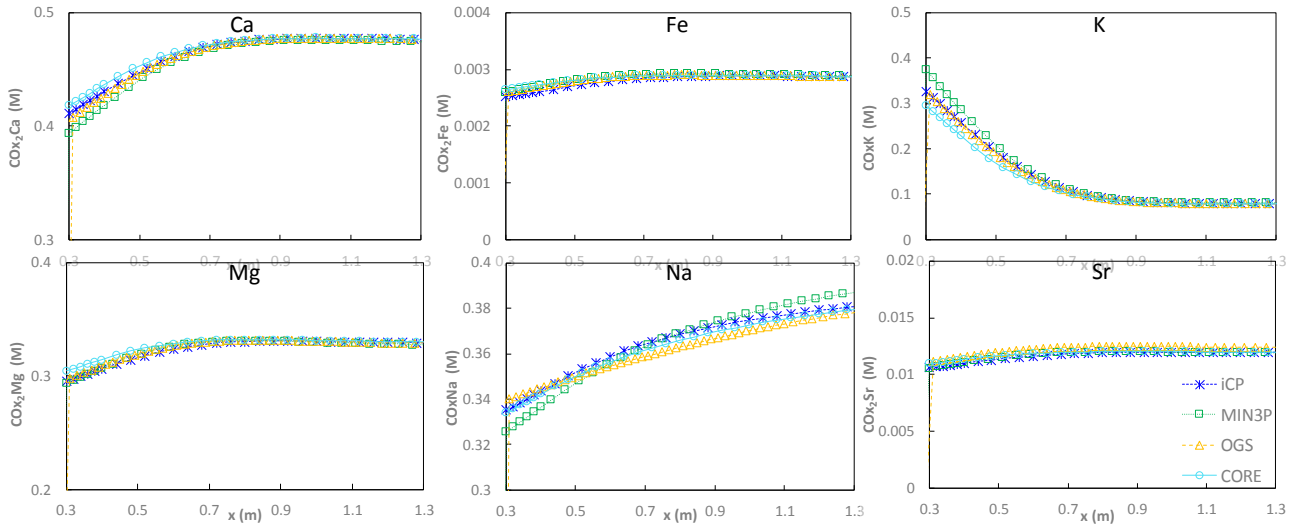 Ca
0.5
0.4
0.3
COx₂Ca (M)
Fe
0.004
0.003
0.002
0.001
0
COx₂Fe (M)
K
0.5
0.4
0.3
0.2
0.1
0
COxK (M)
0.3 0.5 0.7 0.9 1.1 1.3
x (m)
0.3 0.5 0.7 0.9 1.1 1.3
x (m)
0.3 0.5 0.7 0.9 1.1 1.3
x (m)
Mg
0.4
0.3
0.2
COx₂Mg (M)
0.3 0.5 0.7 0.9 1.1 1.3
x (m)
Na
0.4
0.38
0.36
0.34
0.32
0.3
COxNa (M)
0.3 0.5 0.7 0.9 1.1 1.3
x (m)
Sr
0.02
0.015
0.01
0.005
0
COx₂Sr (M)
iCP
MIN3P
OGS
CORE
0.3 0.5 0.7 0.9 1.1 1.3
x (m)